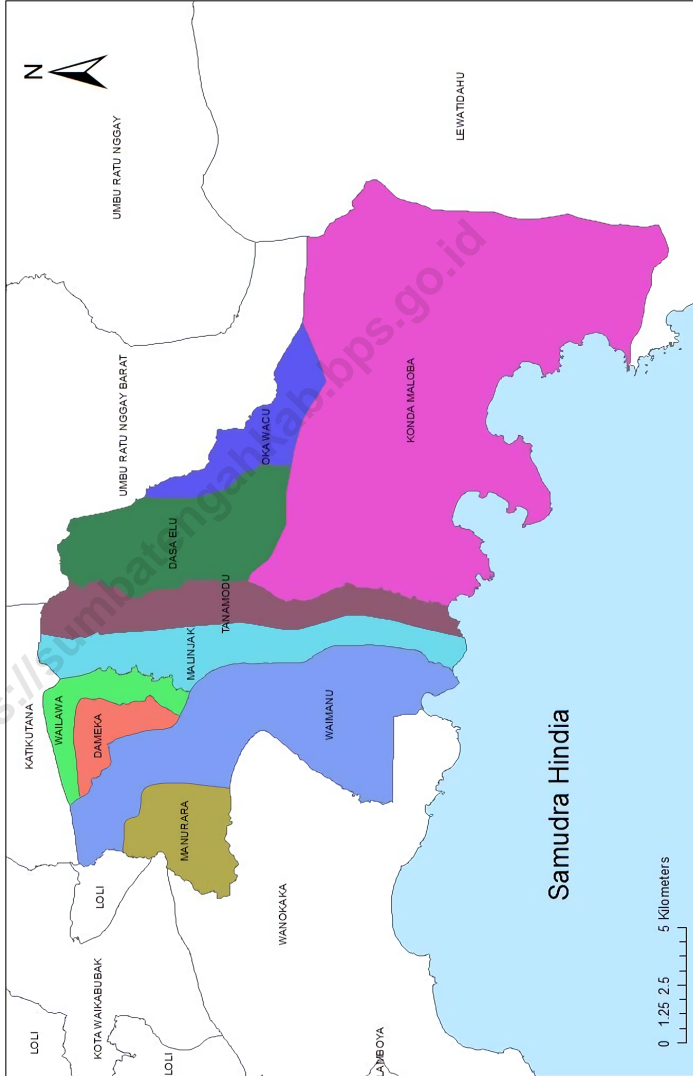 N
LOLI
KATIKUTANA
WAILAWA
KOTA WAIKABUBAK
LOLI
DAMEKA
UMBU RATU NGGAY BARAT
UMBU RATU NGGAY
LOLI
MANURARA
MALINJAK
DASA ELU
TANAMODU
OKA WACU
WANOKAKA
WAIMANU
LAMBOYA
KONDA MALOBA
LEWATIDAHU
Samudra Hindia
0 1.25 2.5 5 Kilometers
s://sumbatengahkab.bps.go.id